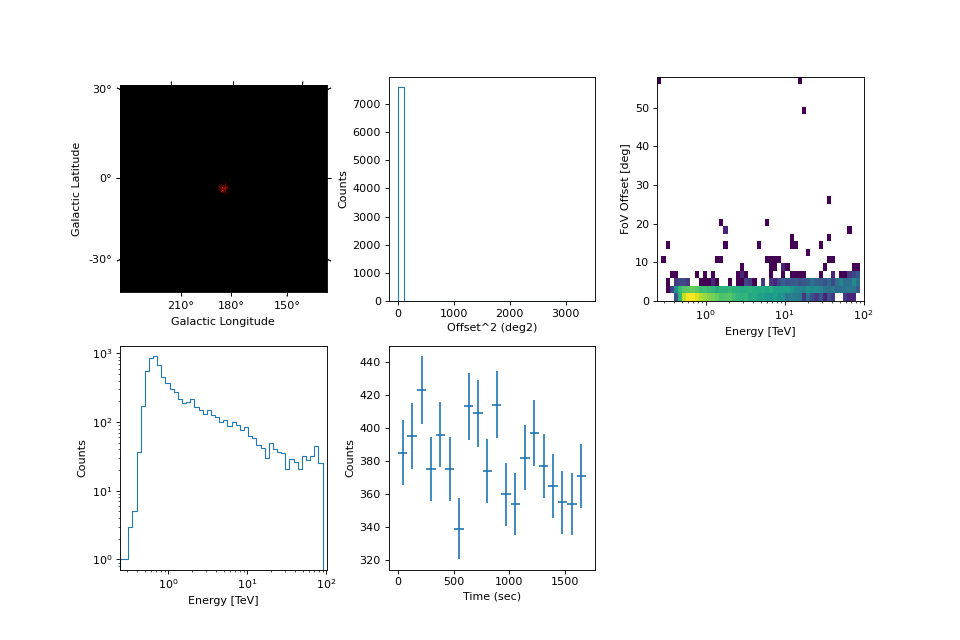 30°
0°
-30°
Galactic Latitude
210° 180° 150°
Galactic Longitude
7000
6000
5000
4000
3000
2000
1000
0
Counts
0 1000 2000 3000
Offset^2 (deg2)
50
40
30
20
10
0
FoV Offset [deg]
10⁰ 10¹ 10²
Energy [TeV]
10³
10²
10¹
10⁰
Counts
10⁰ 10¹ 10²
Energy [TeV]
440
420
400
380
360
340
320
Counts
0 500 1000 1500
Time (sec)